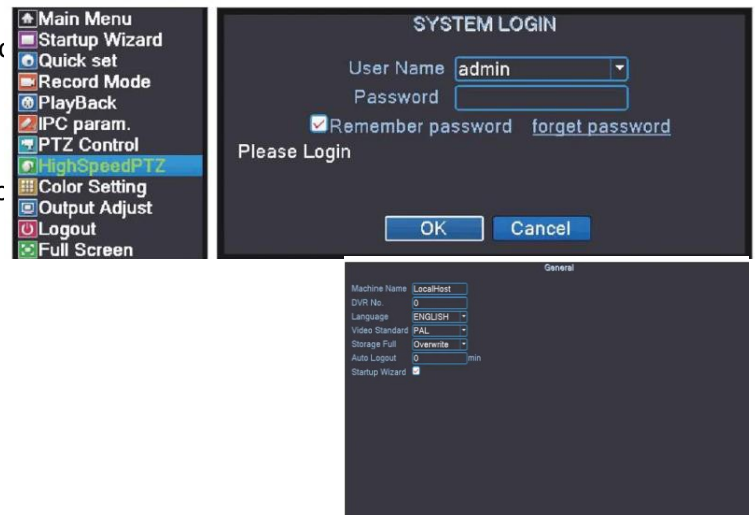 Main Menu
Startup Wizard
Quick set
Record Mode
PlayBack
IPC param.
PTZ Control
HighSpeedPTZ
Color Setting
Output Adjust
Logout
Full Screen
SYSTEM LOGIN
User Name admin
Password
Remember password forget password
Please Login
OK Cancel
General
Machine Name LocalHost
DVR No. 0
Language ENGLISH
Video Standard PAL
Storage Full Overwrite
Auto Logout 0 min
Startup Wizard